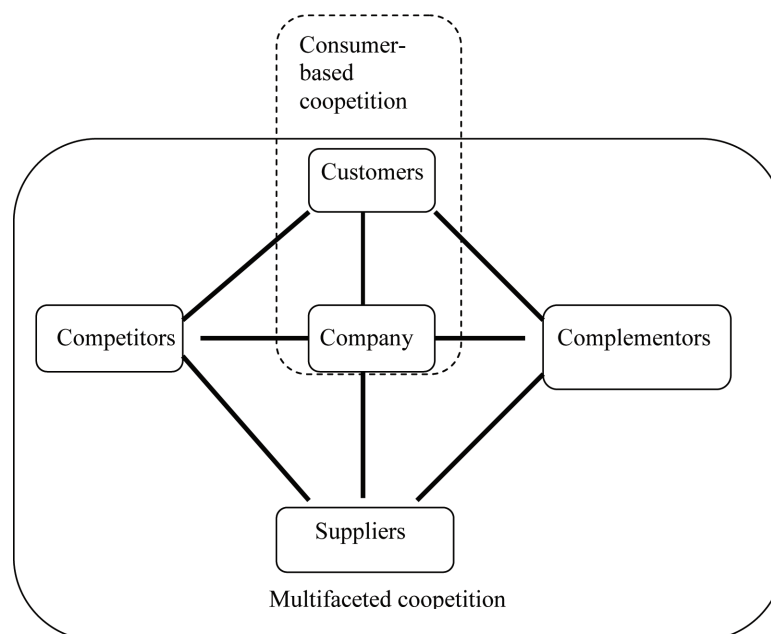 Consumer-
based
coopetition
Customers
Competitors
Company
Complementors
Suppliers
Multifaceted coopetition